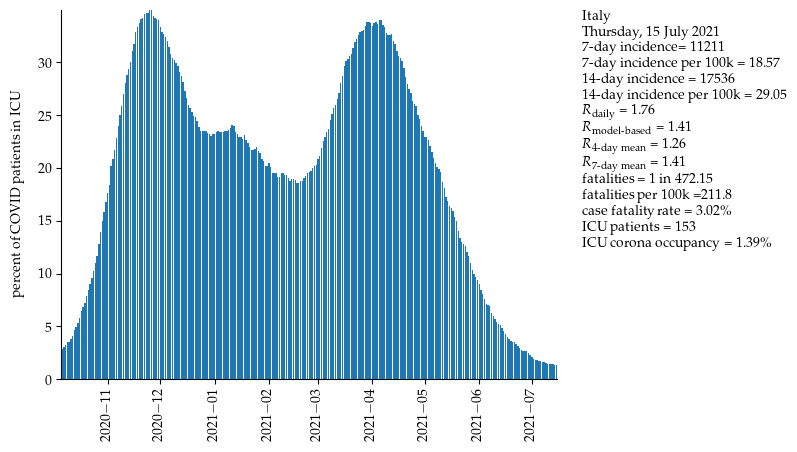 percent of COVID patients in ICU
30
25
20
15
10
5
0
2020−11
2020−12
2021−01
2021−02
2021−03
2021−04
2021−05
2021−06
2021−07
Italy
Thursday, 15 July 2021
7-day incidence= 11211
7-day incidence per 100k = 18.57
14-day incidence = 17536
14-day incidence per 100k = 29.05
R daily = 1.76
R model-based = 1.41
R 4-day mean = 1.26
R 7-day mean = 1.41
fatalities = 1 in 472.15
fatalities per 100k =211.8
case fatality rate = 3.02%
ICU patients = 153
ICU corona occupancy = 1.39%